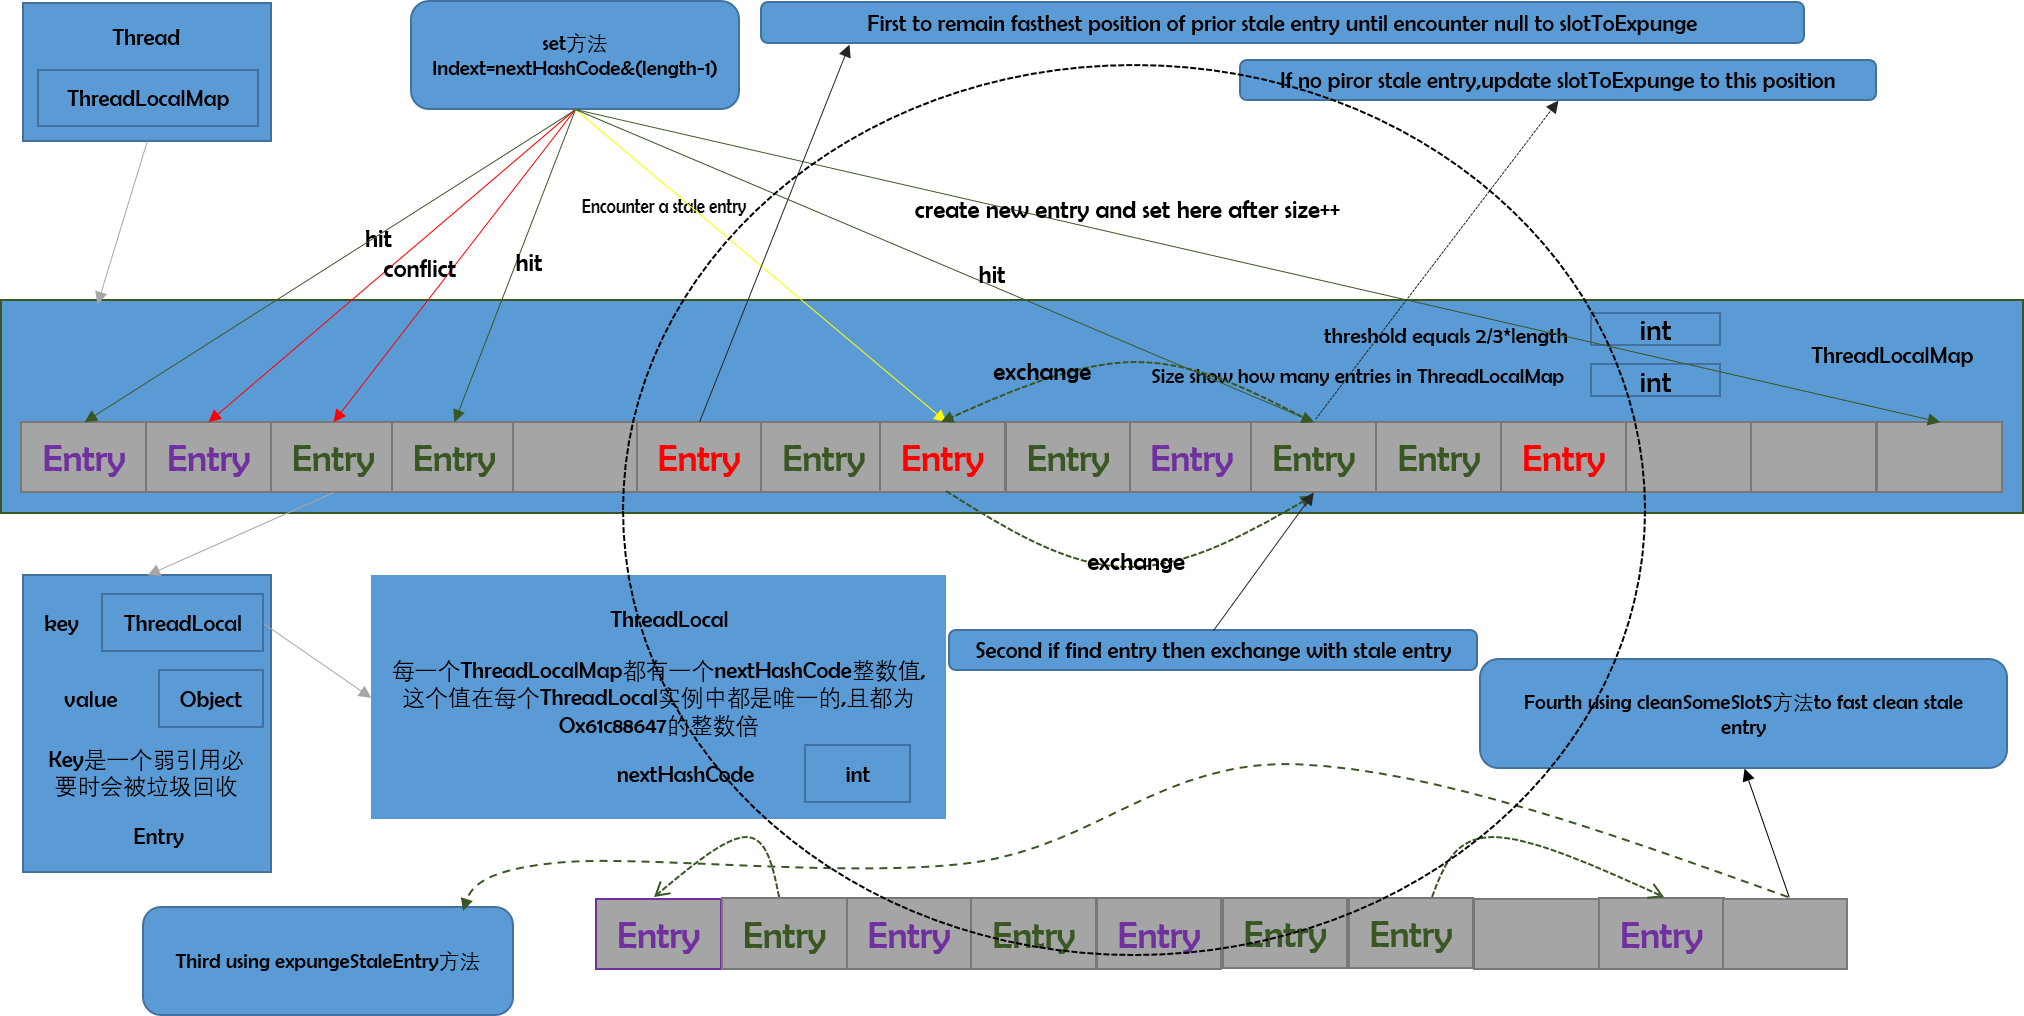 Thread
ThreadLocalMap
set方法
Indext=nextHashCode&(length-1)
First to remain fasthest position of prior stale entry until encounter null to slotToExpunge
If no piror stale entry,update slotToExpunge to this position
Encounter a stale entry
create new entry and set here after size++
hit
conflict
hit
hit
threshold equals 2/3*length
int
ThreadLocalMap
exchange
Size show how many entries in ThreadLocalMap
int
Entry
Entry
Entry
Entry
Entry
Entry
Entry
Entry
Entry
Entry
Entry
Entry
exchange
key
ThreadLocal
value
Object
Key是一个弱引用必
要时会被垃圾回收
Entry
ThreadLocal
每一个ThreadLocalMap都有一个nextHashCode整数值,
这个值在每个ThreadLocal实例中都是唯一的,且都为
0x61c88647的整数倍
nextHashCode
int
Second if find entry then exchange with stale entry
Fourth using cleanSomeSlotS方法to fast clean stale
entry
Third using expungeStaleEntry方法
Entry
Entry
Entry
Entry
Entry
Entry
Entry
Entry